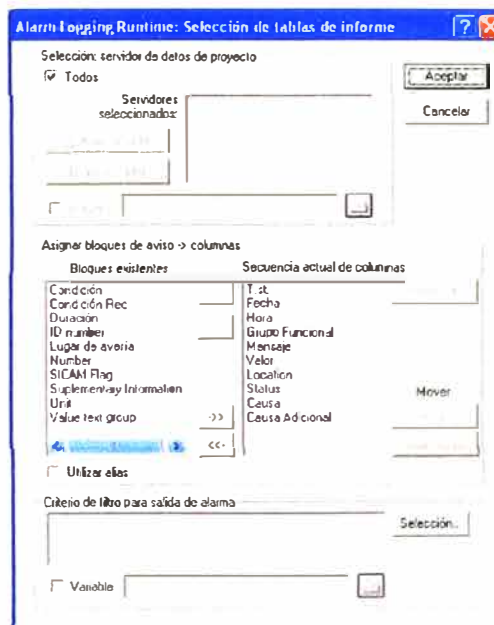 Alarm Logging Runtime: Selección de tablas de informe
Selección: servidor de datos de proyecto
Todos
Servidores
seleccionados:
Aceptar
Cancelar
Asignar bloques de aviso -> columnas
Bloques existentes
Secuencia actual de columnas
Condición
Condición Rec
Duración
ID number
Lugar de avería
Number
SICAM Flag
Suplementary Information
Unit
Value text group
Fecha
Hora
Grupo Funcional
Mensaje
Valor
Location
Status
Causa
Causa Adicional
->>
<<-
Mover
Utilizar alias
Criterio de filtro para salida de alarma
Selección...
Variable
...